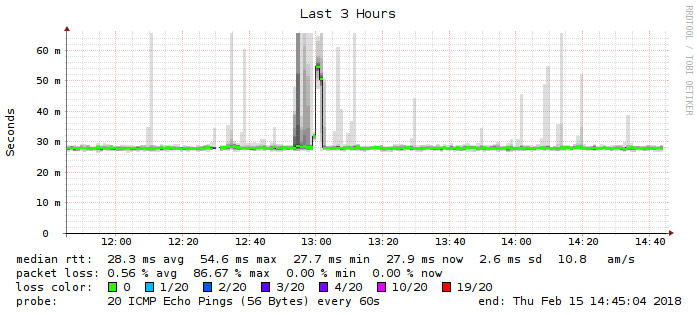 Last 3 Hours
RRDTOOL / TOBI OETIKER
Seconds
60 m
50 m
40 m
30 m
20 m
10 m
0
12:00 12:20 12:40 13:00 13:20 13:40 14:00 14:20 14:40
median rtt: 28.3 ms avg 54.6 ms max 27.7 ms min 27.9 ms now 2.6 ms sd 10.8 am/s
packet loss: 0.56 % avg 86.67 % max 0.00 % min 0.00 % now
loss color: 0 1/20 2/20 3/20 4/20 10/20 19/20
probe: 20 ICMP Echo Pings (56 Bytes) every 60s end: Thu Feb 15 14:45:04 2018